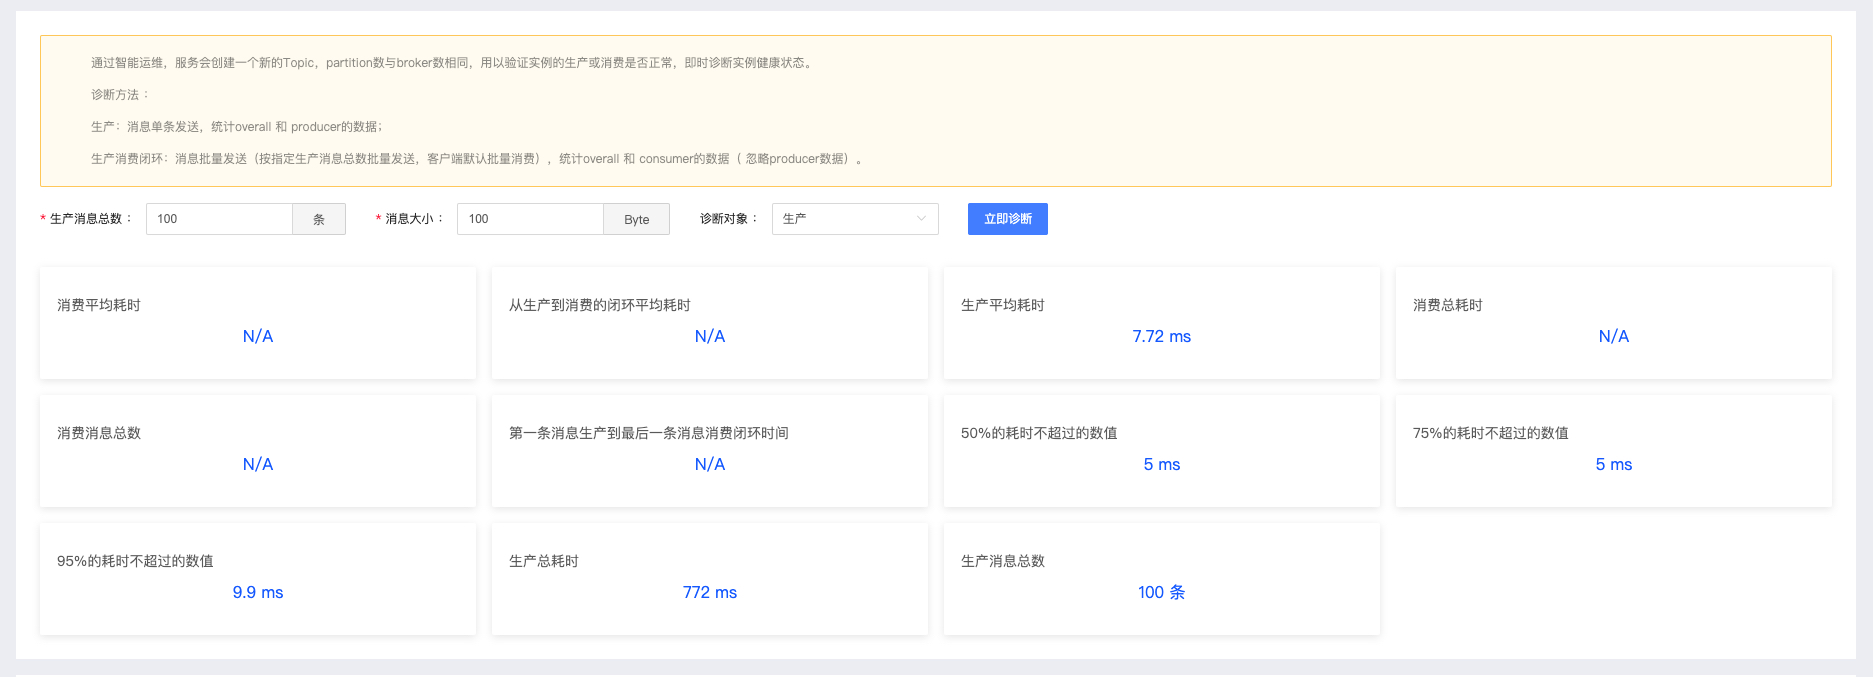 通过智能运维，服务会创建一个新的Topic，partition数与broker数相同，用以验证实例的生产或消费是否正常，即时诊断实例健康状态。
诊断方法：
生产：消息单条发送，统计overall 和 producer的数据；
生产消费闭环：消息批量发送（按指定生产消息总数批量发送，客户端默认批量消费），统计overall 和 consumer的数据（ 忽略producer数据）。
* 生产消息总数： 100 条 * 消息大小： 100 Byte 诊断对象： 生产 立即诊断
消费平均耗时
N/A
从生产到消费的闭环平均耗时
N/A
生产平均耗时
7.72 ms
消费总耗时
N/A
消费消息总数
N/A
第一条消息生产到最后一条消息消费闭环时间
N/A
50%的耗时不超过的数值
5 ms
75%的耗时不超过的数值
5 ms
95%的耗时不超过的数值
9.9 ms
生产总耗时
772 ms
生产消息总数
100 条